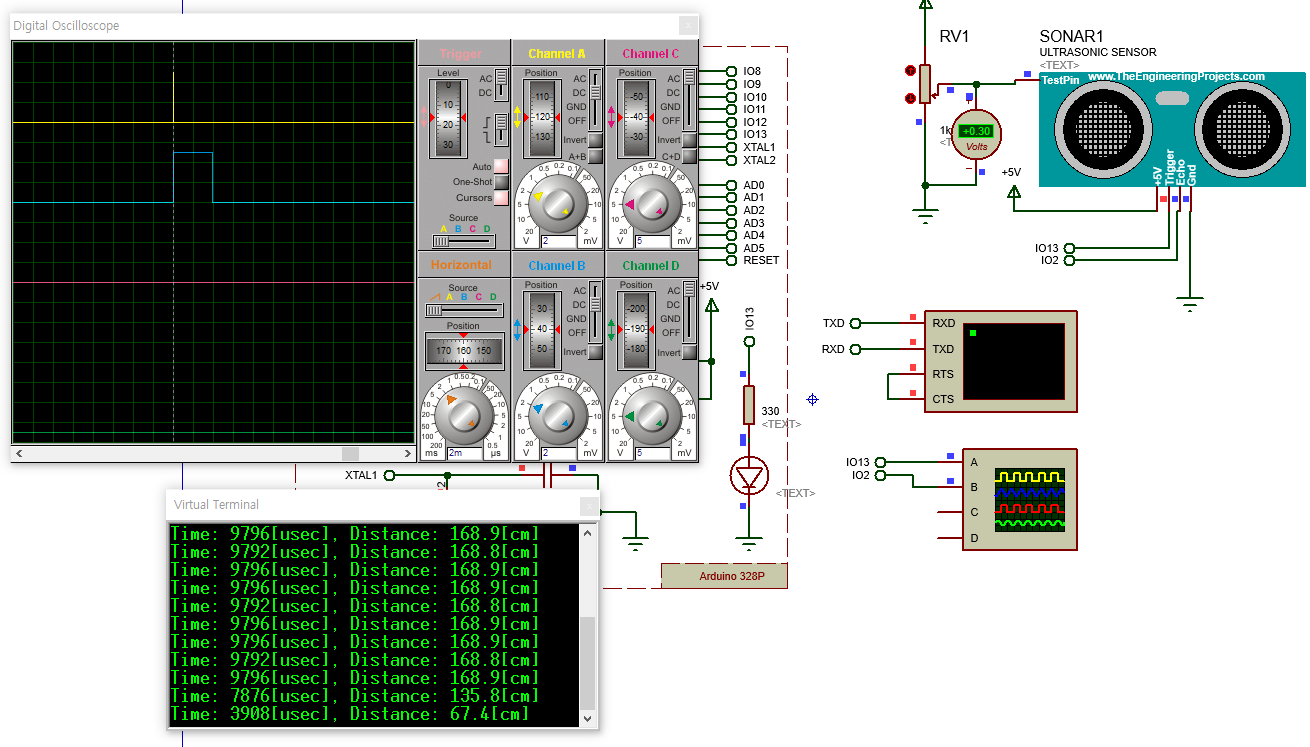 Digital Oscilloscope
Trigger
Level
AC
DC
0
10
20
30
Auto
One-Shot
Cursors
Source
A B C D
Channel A
Position
AC
DC
GND
OFF
-110
-120
-130
Invert
A+B
V
2
mV
Channel C
Position
AC
DC
GND
OFF
-50
-40
-30
Invert
C+D
V
5
mV
Horizontal
Source
A B C D
Position
170 160 150
ms
2m
µs
Channel B
Position
AC
DC
GND
OFF
30
40
50
Invert
V
2
mV
Channel D
Position
AC
DC
GND
OFF
-200
-190
-180
Invert
V
5
mV
IO8
IO9
IO10
IO11
IO12
IO13
XTAL1
XTAL2
AD0
AD1
AD2
AD3
AD4
AD5
RESET
+5V
IO13
330
<TEXT>
<TEXT>
Arduino 328P
XTAL1
RV1
1k
+0.30
Volts
SONAR1
ULTRASONIC SENSOR
<TEXT>
TestPin
www.TheEngineeringProjects.com
+5V
Trigger
Echo
Gnd
+5V
IO13
IO2
TXD
RXD
RXD
TXD
RTS
CTS
IO13
IO2
A
B
C
D
Virtual Terminal
Time: 9796[usec], Distance: 168.9[cm]
Time: 9792[usec], Distance: 168.8[cm]
Time: 9796[usec], Distance: 168.9[cm]
Time: 9796[usec], Distance: 168.9[cm]
Time: 9792[usec], Distance: 168.8[cm]
Time: 9796[usec], Distance: 168.9[cm]
Time: 9796[usec], Distance: 168.9[cm]
Time: 9792[usec], Distance: 168.8[cm]
Time: 9796[usec], Distance: 168.9[cm]
Time: 7876[usec], Distance: 135.8[cm]
Time: 3908[usec], Distance: 67.4[cm]